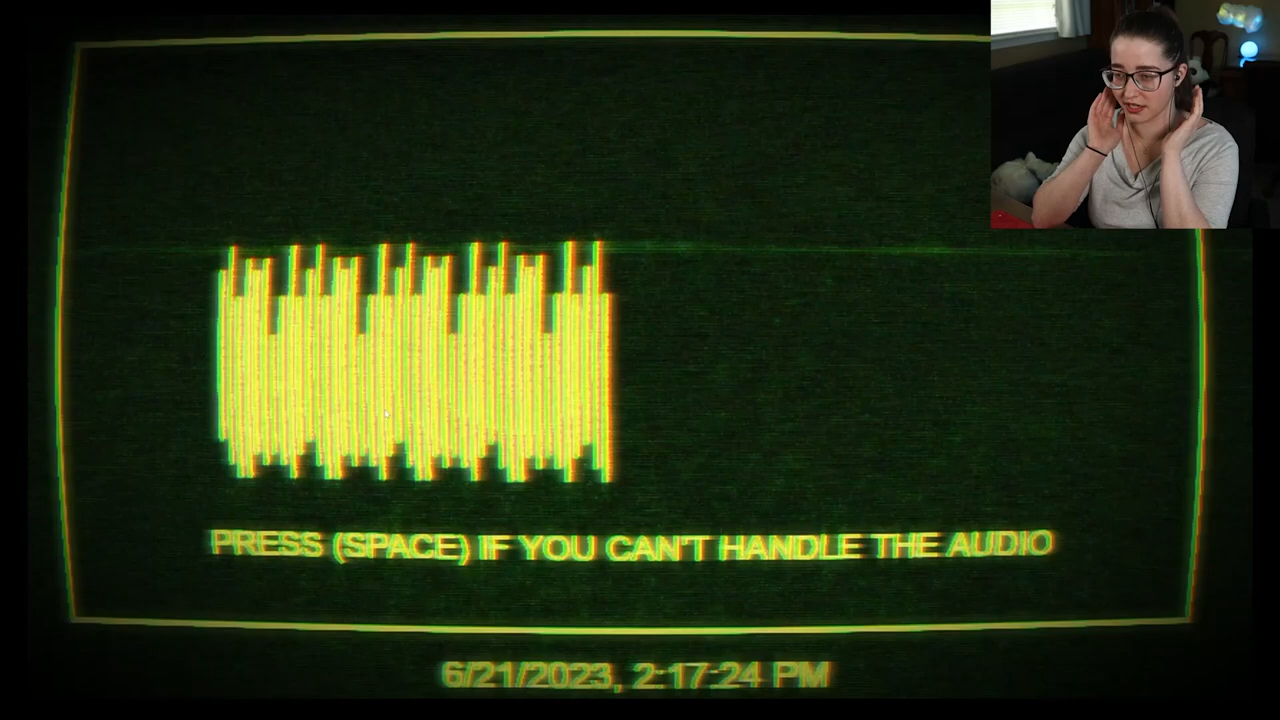 PRESS (SPACE) IF YOU CAN'T HANDLE THE AUDIO
6/21/2023, 2:17:24 PM